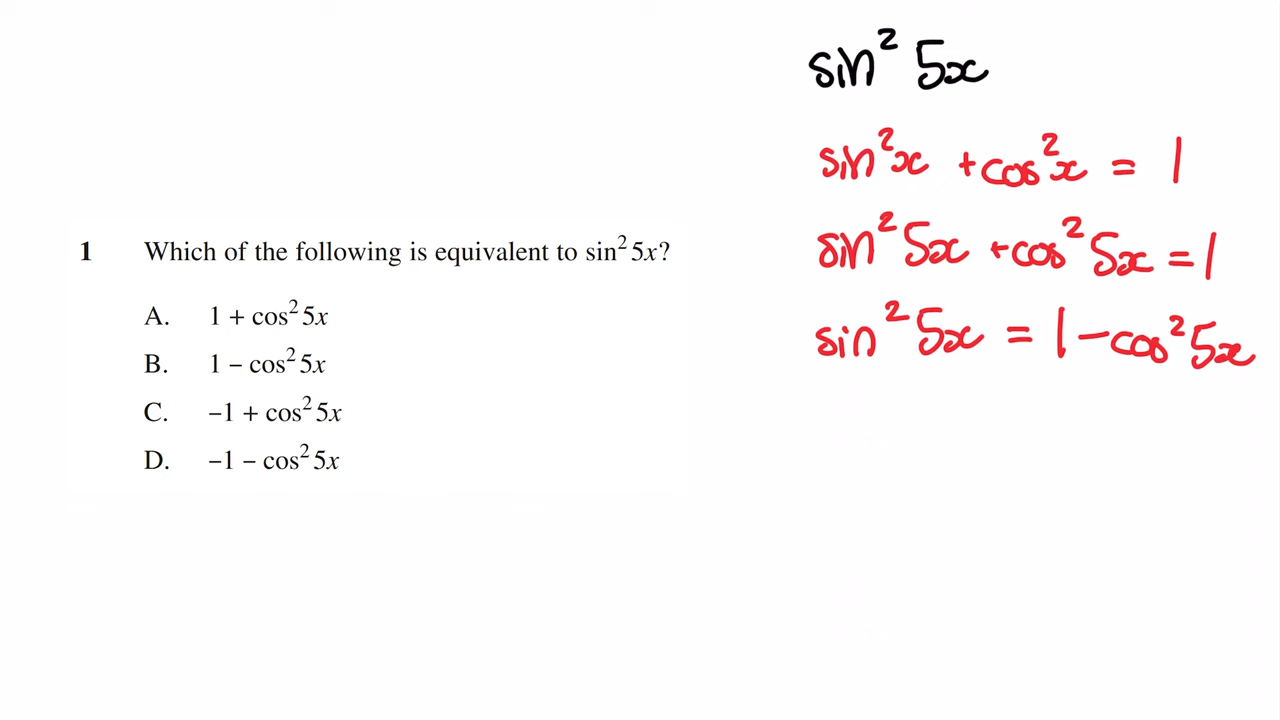 1 Which of the following is equivalent to sin² 5x?
A. 1 + cos² 5x
B. 1 – cos² 5x
C. –1 + cos² 5x
D. –1 – cos² 5x
sin² 5x
sin²x + cos²x = 1
sin² 5x + cos² 5x = 1
sin² 5x = 1 – cos² 5x